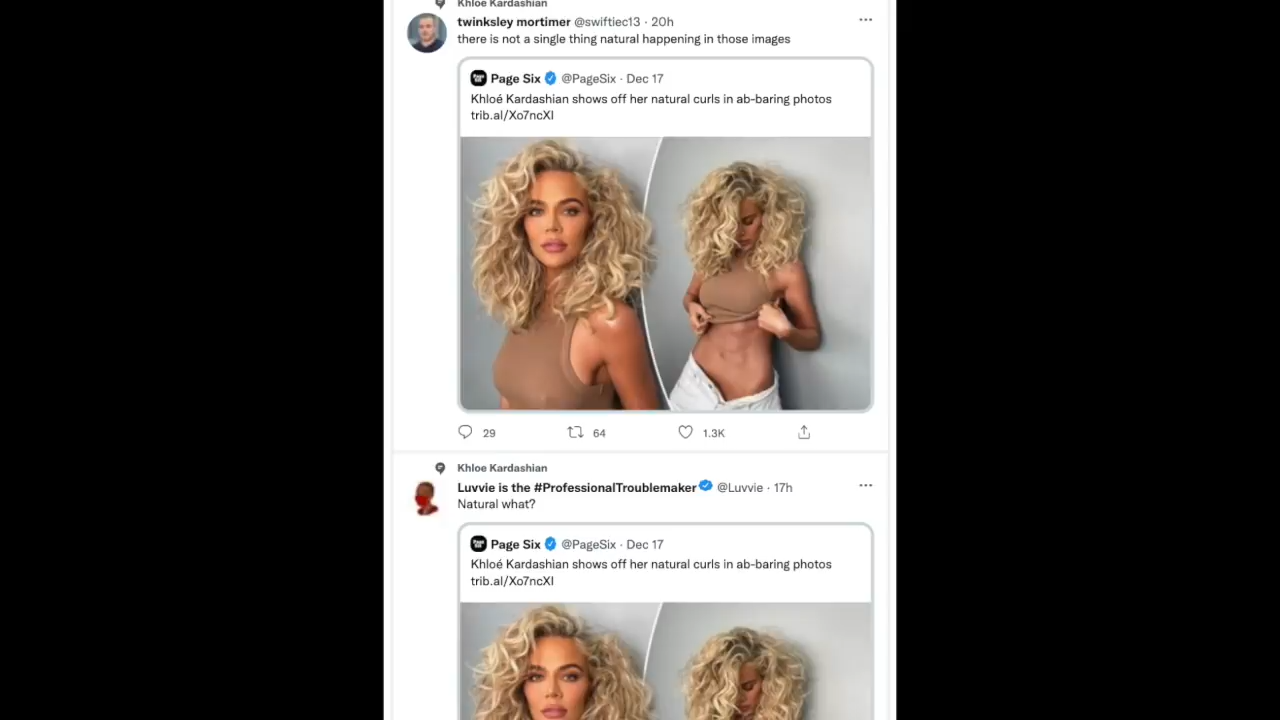 Khloe Kardashian
twinksley mortimer @swiftiec13 · 20h
there is not a single thing natural happening in those images
Page Six @PageSix · Dec 17
Khloé Kardashian shows off her natural curls in ab-baring photos
trib.al/Xo7ncXI
29 64 1.3K
Khloe Kardashian
Luvvie is the #ProfessionalTroublemaker @Luvvie · 17h
Natural what?
Page Six @PageSix · Dec 17
Khloé Kardashian shows off her natural curls in ab-baring photos
trib.al/Xo7ncXI